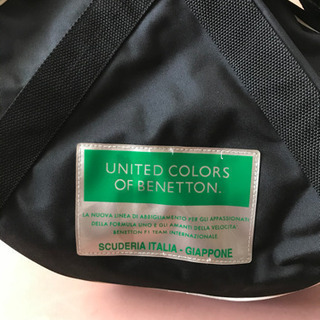 UNITED COLORS
OF BENETTON.
LA NUOVA LINEA DI ABBIGLIAMENTO PER GLI APPASSIONATI
DELLA FORMULA UNO E GLI AMANTI DELLA VELOCITA
BENETTON F1 TEAM INTERNAZIONALE.
SCUDERIA ITALIA - GIAPPONE